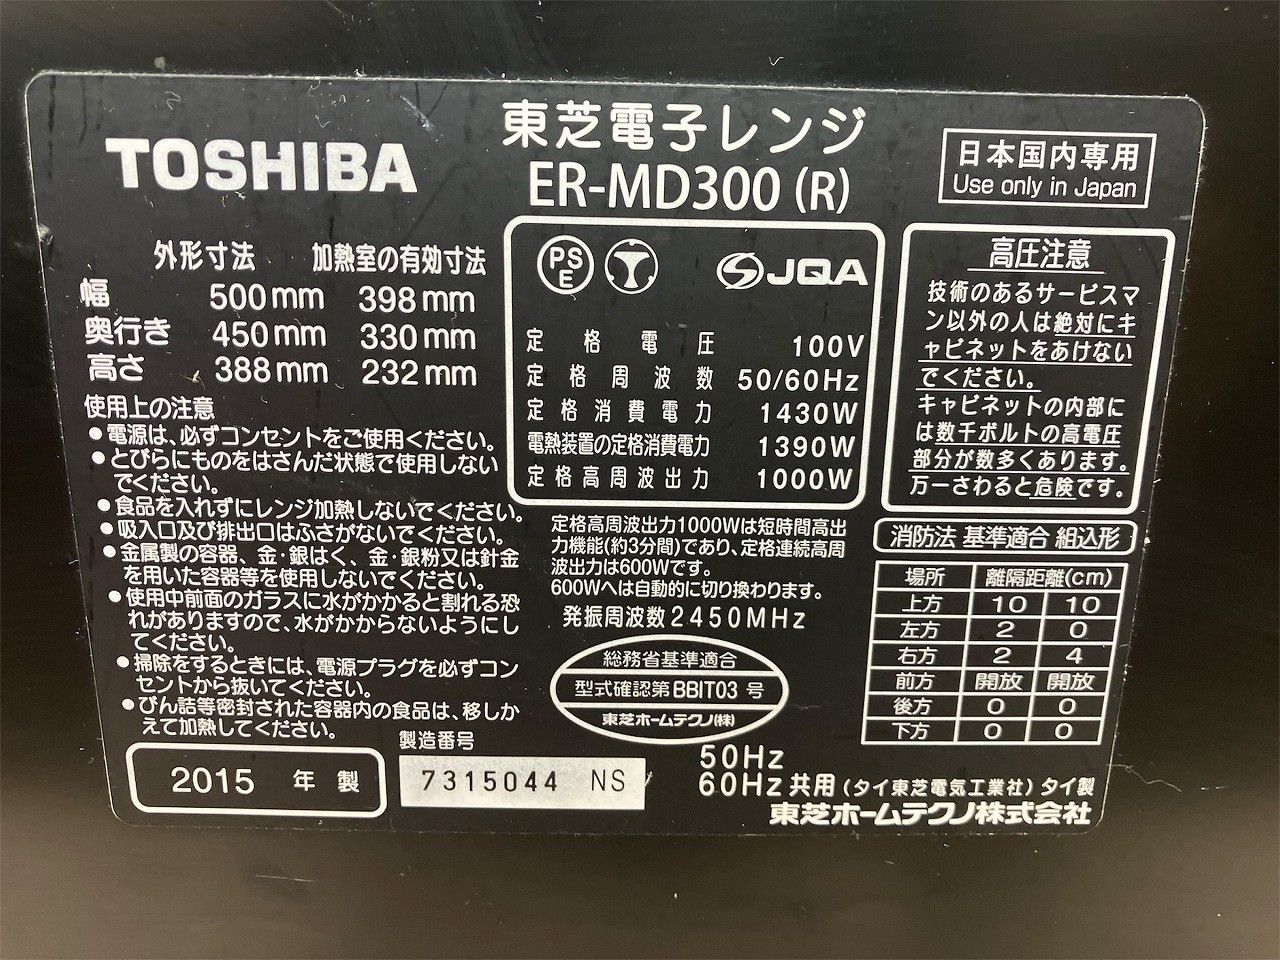 東芝電子レンジ
TOSHIBA
ER-MD300 (R)
日本国内専用
Use only in Japan
外形寸法 加熱室の有効寸法
幅 500mm 398mm
奥行き 450mm 330mm
高さ 388mm 232mm
使用上の注意
●電源は、必ずコンセントをご使用ください。
●とびらにものをはさんだ状態で使用しない
でください。
●食品を入れずにレンジ加熱しないでください。
●吸入口及び排出口はふさがないでください。
●金属製の容器、金・銀はく、金・銀粉又は針金
を用いた容器等を使用しないでください。
●使用中前面のガラスに水がかかると割れる恐
れがありますので、水がかからないようにし
てください。
●掃除をするときには、電源プラグを必ずコン
セントから抜いてください。
●びん詰等密封された容器内の食品は、移しか
えて加熱してください。
2015 年 製
製造番号
7315044 NS
PS
E
JQA
定格電圧 100V
定格周波数 50/60Hz
定格消費電力 1430W
電熱装置の定格消費電力 1390W
定格高周波出力 1000W
定格高周波出力1000Wは短時間高出
力機能(約3分間)であり、定格連続高周
波出力は600Wです。
600Wへは自動的に切り換わります。
発振周波数2450MHz
総務省基準適合
型式確認第BBIT03号
東芝ホームテクノ(株)
高圧注意
技術のあるサービスマ
ン以外の人は絶対にキ
ャビネットをあけない
でください。
キャビネットの内部に
は数千ボルトの高電圧
部分が数多くあります。
万一さわると危険です。
消防法 基準適合 組込形
場所 離隔距離(cm)
上方 10 10
左方 2 0
右方 2 4
前方 開放 開放
後方 0 0
下方 0 0
50Hz
60Hz共用(タイ東芝電気工業社)タイ製
東芝ホームテクノ株式会社